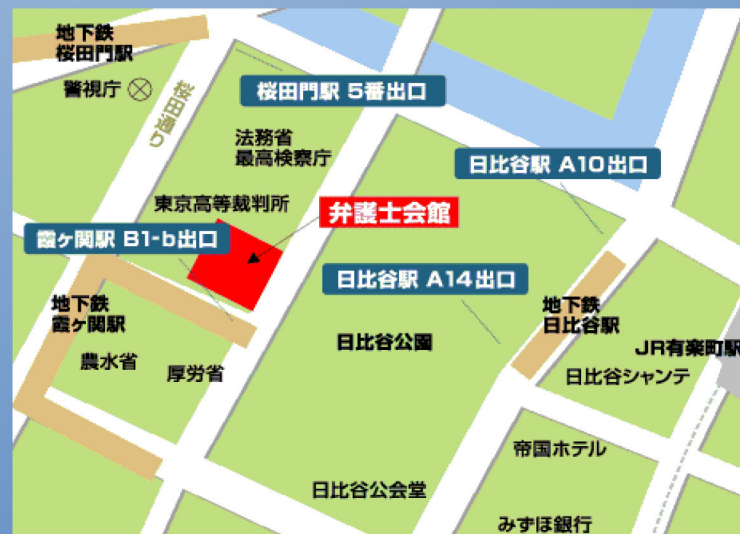 地下鉄
桜田門駅
警視庁
桜田通り
桜田門駅 5番出口
法務省
最高検察庁
日比谷駅 A10出口
東京高等裁判所
弁護士会館
霞ヶ関駅 B1-b出口
日比谷駅 A14出口
地下鉄
霞ヶ関駅
地下鉄
日比谷駅
日比谷公園
JR有楽町駅
農水省
厚労省
日比谷シャンテ
帝国ホテル
日比谷公会堂
みずほ銀行